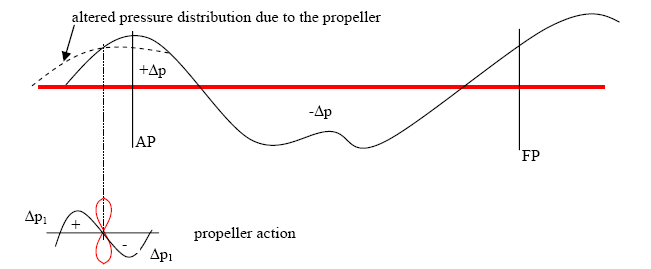 altered pressure distribution due to the propeller
+Δp
-Δp
AP
FP
Δp₁
+
-
Δp₁
propeller action